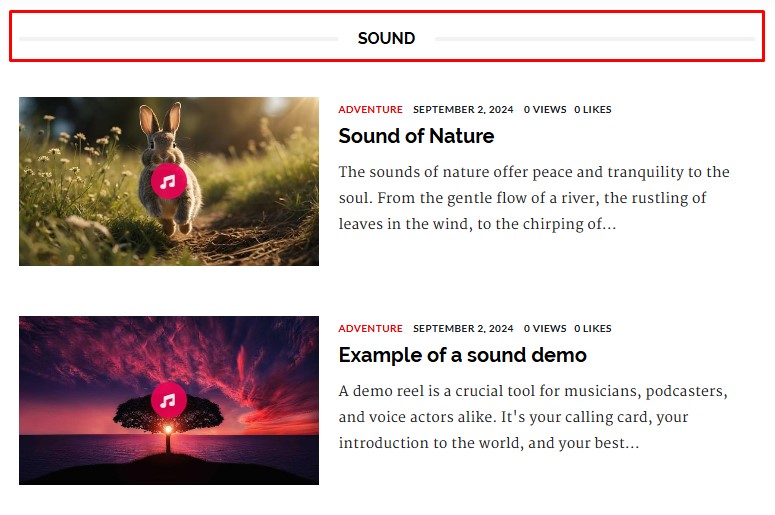 SOUND
ADVENTURE SEPTEMBER 2, 2024 0 VIEWS 0 LIKES
Sound of Nature
The sounds of nature offer peace and tranquility to the
soul. From the gentle flow of a river, the rustling of
leaves in the wind, to the chirping of...
ADVENTURE SEPTEMBER 2, 2024 0 VIEWS 0 LIKES
Example of a sound demo
A demo reel is a crucial tool for musicians, podcasters,
and voice actors alike. It's your calling card, your
introduction to the world, and your best...